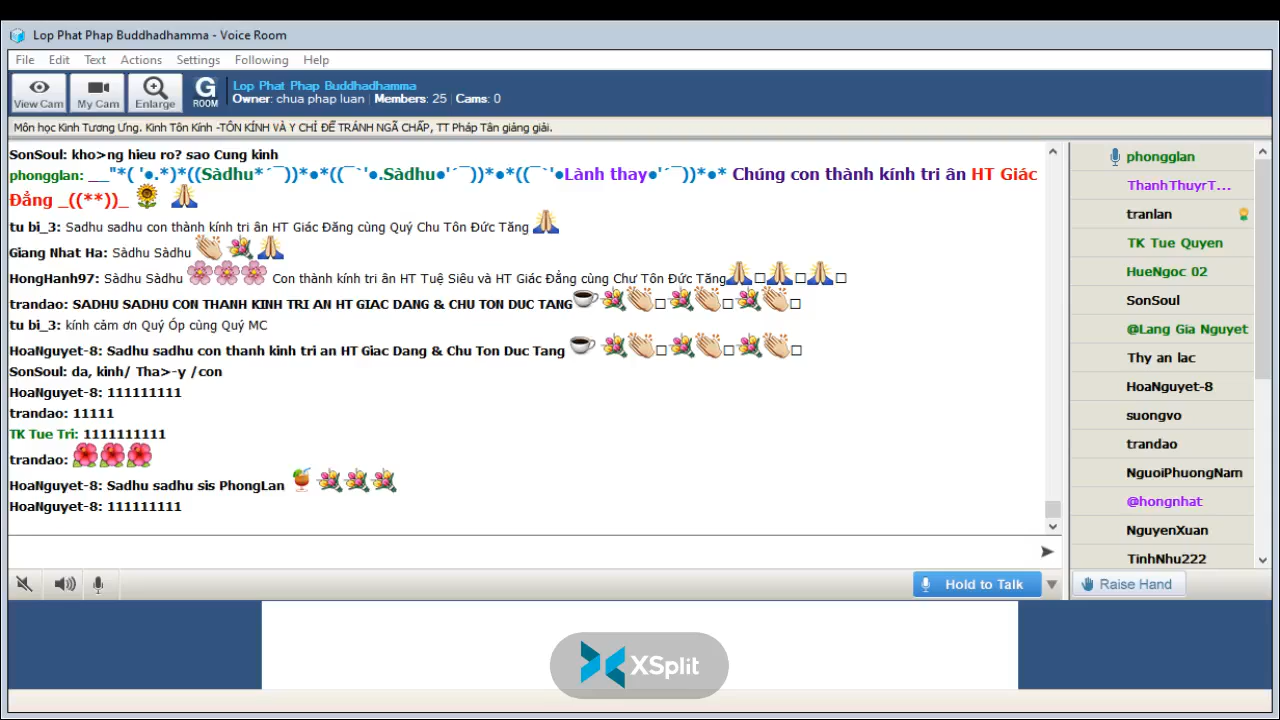 Lop Phat Phap Buddhadhamma - Voice Room
File Edit Text Actions Settings Following Help
View Cam My Cam Enlarge G ROOM
Lop Phat Phap Buddhadhamma
Owner: chua phap luan | Members: 25 | Cams: 0
Môn học Kinh Tương Ưng. Kinh Tôn Kính -TÔN KÍNH VÀ Y CHỈ ĐỂ TRÁNH NGÃ CHẤP, TT Pháp Tân giảng giải.
SonSoul: kho>ng hieu ro? sao Cung kinh
phongglan: __"*( '●.*)*((Sàdhu*´¯))*●*((¯`'●.Sàdhu●'´¯))*●*((¯`'●Lành thay●'´¯))*●* Chúng con thành kính tri ân HT Giác
Đẳng _((**))_
tu bi_3: Sadhu sadhu con thành kính tri ân HT Giác Đăng cùng Quý Chu Tôn Đức Tăng
Giang Nhat Ha: Sàdhu Sàdhu
HongHanh97: Sàdhu Sàdhu Con thành kính tri ân HT Tuệ Siêu và HT Giác Đẳng cùng Chư Tôn Đức Tăng
trandao: SADHU SADHU CON THANH KINH TRI AN HT GIAC DANG & CHU TON DUC TANG
tu bi_3: kính cảm ơn Quý Óp cùng Quý MC
HoaNguyet-8: Sadhu sadhu con thanh kinh tri an HT Giac Dang & Chu Ton Duc Tang
SonSoul: da, kinh/ Tha>-y /con
HoaNguyet-8: 111111111
trandao: 11111
TK Tue Tri: 1111111111
trandao:
HoaNguyet-8: Sadhu sadhu sis PhongLan
HoaNguyet-8: 111111111
Hold to Talk
phongglan
ThanhThuyrT...
tranlan
TK Tue Quyen
HueNgoc 02
SonSoul
@Lang Gia Nguyet
Thy an lac
HoaNguyet-8
suongvo
trandao
NguoiPhuongNam
@hongnhat
NguyenXuan
TinhNhu222
Raise Hand
XSplit